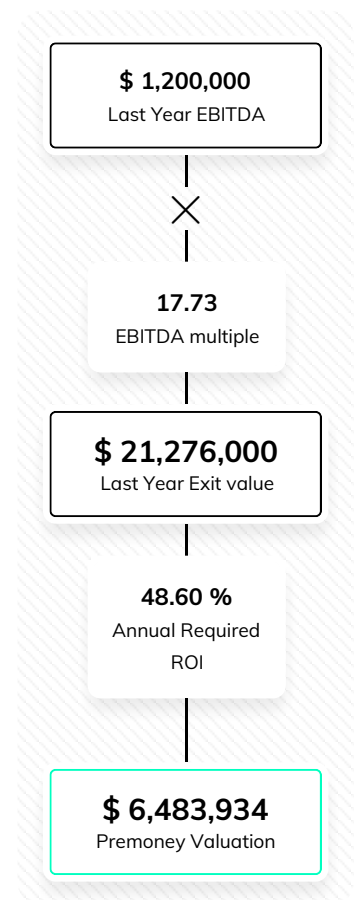 $ 1,200,000
Last Year EBITDA
17.73
EBITDA multiple
$ 21,276,000
Last Year Exit value
48.60 %
Annual Required
ROI
$ 6,483,934
Premoney Valuation